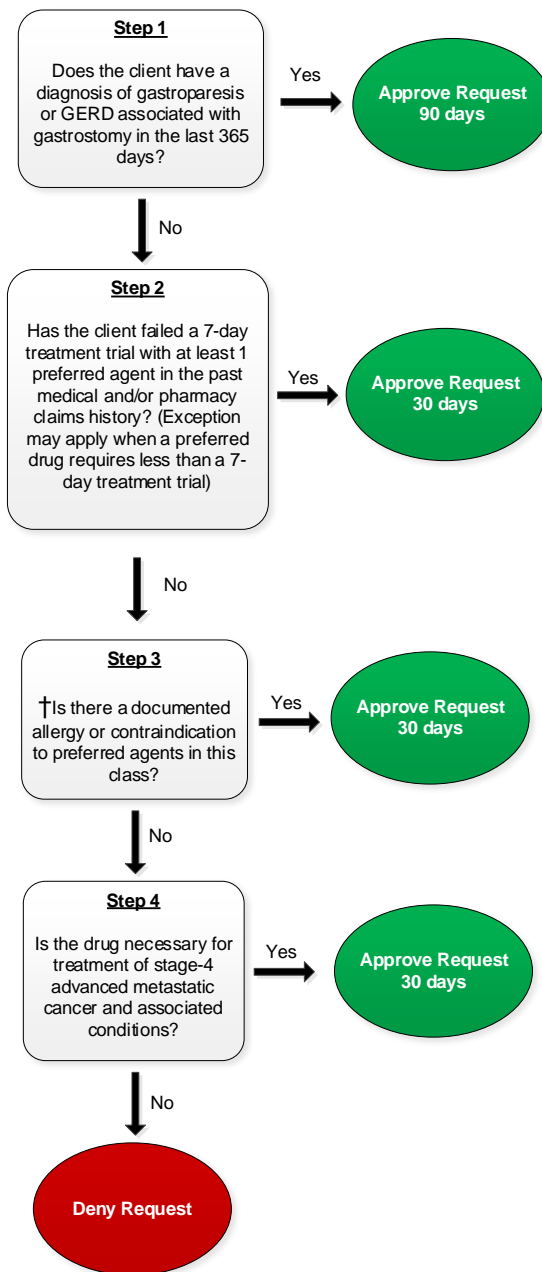 Step 1
Does the client have a
diagnosis of gastroparesis
or GERD associated with
gastrostomy in the last 365
days?
Yes
Approve Request
90 days
No
Step 2
Has the client failed a 7-day
treatment trial with at least 1
preferred agent in the past
medical and/or pharmacy
claims history? (Exception
may apply when a preferred
drug requires less than a 7-
day treatment trial)
Yes
Approve Request
30 days
No
Step 3
†Is there a documented
allergy or contraindication
to preferred agents in this
class?
Yes
Approve Request
30 days
No
Step 4
Is the drug necessary for
treatment of stage-4
advanced metastatic
cancer and associated
conditions?
Yes
Approve Request
30 days
No
Deny Request